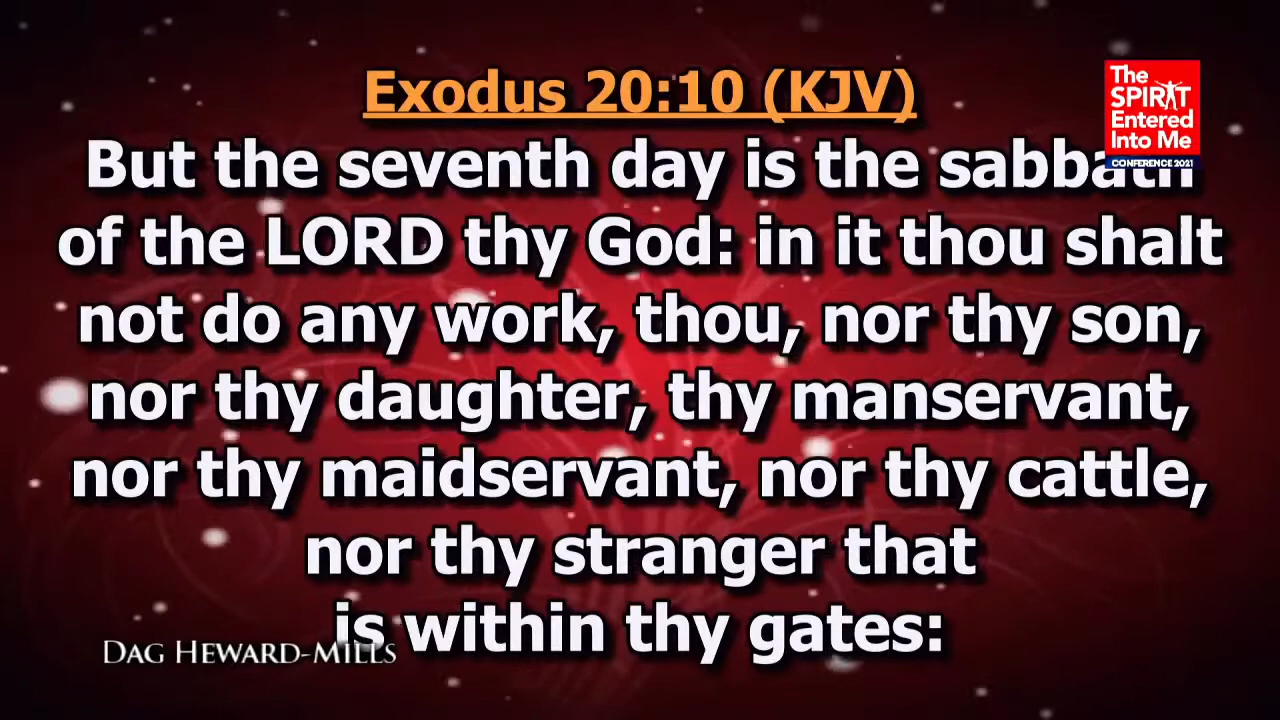 Exodus 20:10 (KJV)
The
SPIRIT
Entered
Into Me
CONFERENCE 2021
But the seventh day is the sabbath
of the LORD thy God: in it thou shalt
not do any work, thou, nor thy son,
nor thy daughter, thy manservant,
nor thy maidservant, nor thy cattle,
nor thy stranger that
is within thy gates:
DAG HEWARD-MILLS